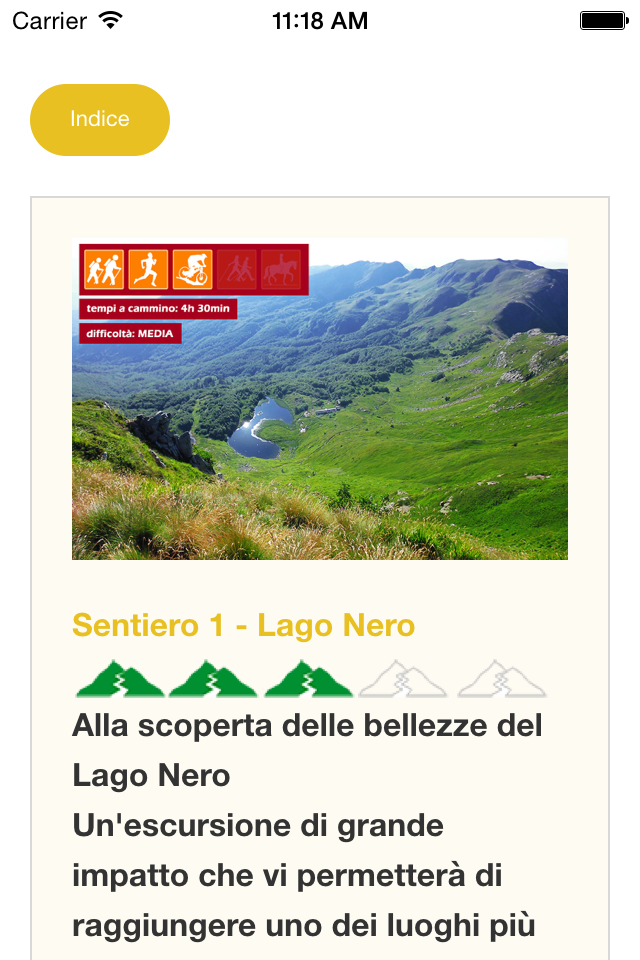 Carrier 11:18 AM
Indice
tempi a cammino: 4h 30min
difficoltà: MEDIA
Sentiero 1 - Lago Nero
Alla scoperta delle bellezze del
Lago Nero
Un'escursione di grande
impatto che vi permetterà di
raggiungere uno dei luoghi più